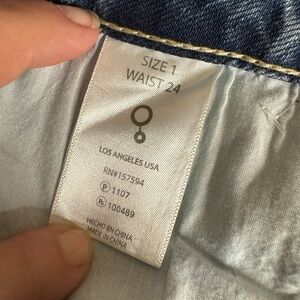 SIZE 1
WAIST 24
LOS ANGELES USA
RN#157594
Ⓟ 1107
Ⓝ 100489
HECHO EN CHINA
MADE IN CHINA